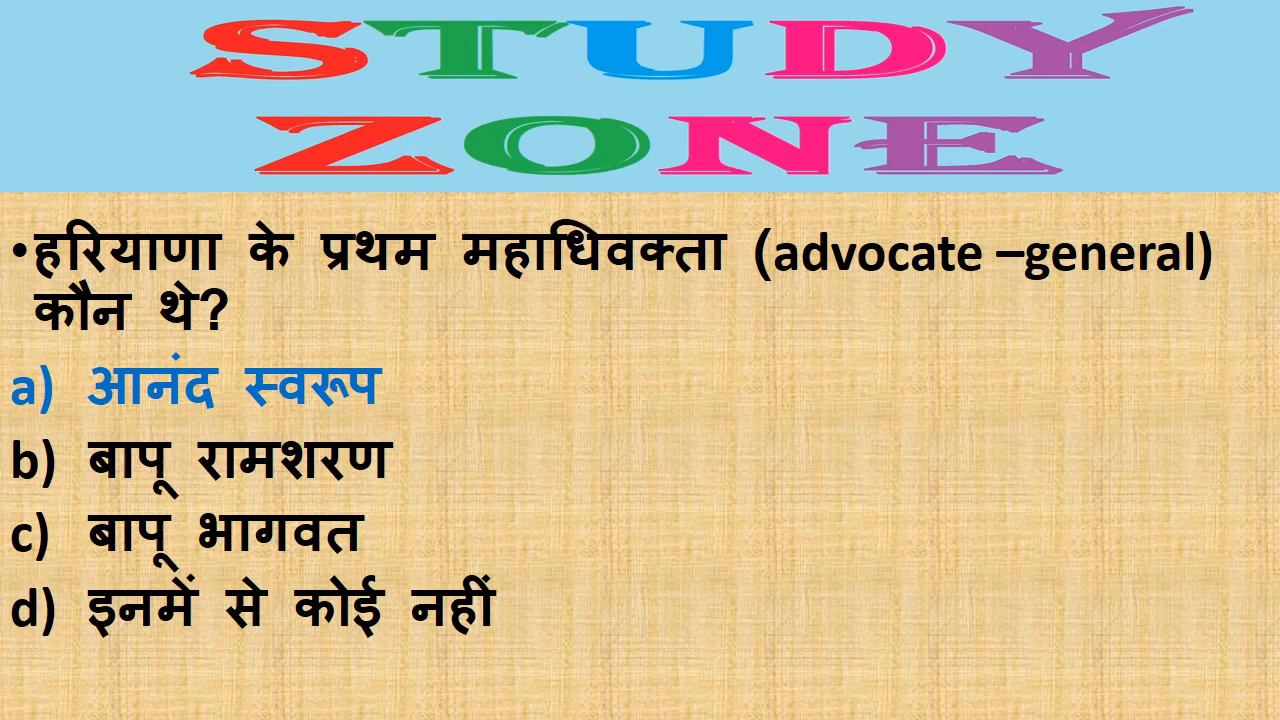 STUDY
ZONE
•हरियाणा के प्रथम महाधिवक्ता (advocate –general)
कौन थे?
a) आनंद स्वरूप
b) बापू रामशरण
c) बापू भागवत
d) इनमें से कोई नहीं